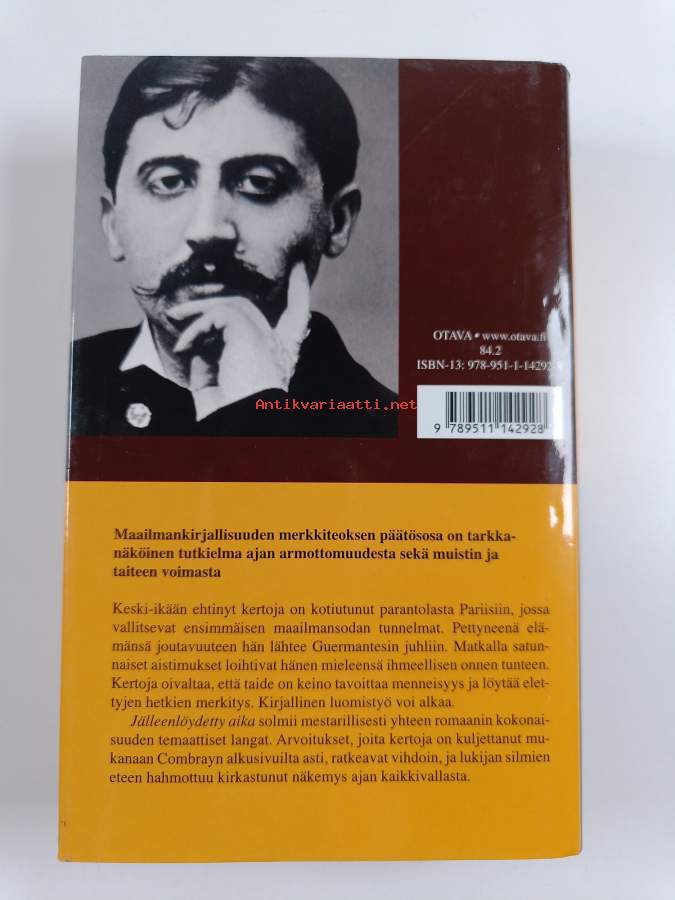 OTAVA • www.otava.fi
84.2
ISBN-13: 978-951-1-14292-8
Antikvariaatti.net
9 789511 142928
Maailmankirjallisuuden merkkiteoksen päätösosa on tarkka-
näköinen tutkielma ajan armottomuudesta sekä muistin ja
taiteen voimasta
Keski-ikään ehtinyt kertoja on kotiutunut parantolasta Pariisiin, jossa
vallitsevat ensimmäisen maailmansodan tunnelmat. Pettyneenä elä-
mänsä joutavuuteen hän lähtee Guermantesin juhliin. Matkalla satun-
naiset aistimukset loihtivat hänen mieleensä ihmeellisen onnen tunteen.
Kertoja oivaltaa, että taide on keino tavoittaa menneisyys ja löytää elet-
tyjen hetkien merkitys. Kirjallinen luomistyö voi alkaa.
Jälleenlöydetty aika solmii mestarillisesti yhteen romaanin kokonai-
suuden temaattiset langat. Arvoitukset, joita kertoja on kuljettanut mu-
kanaan Combrayn alkusivuilta asti, ratkeavat vihdoin, ja lukijan silmien
eteen hahmottuu kirkastunut näkemys ajan kaikkivallasta.